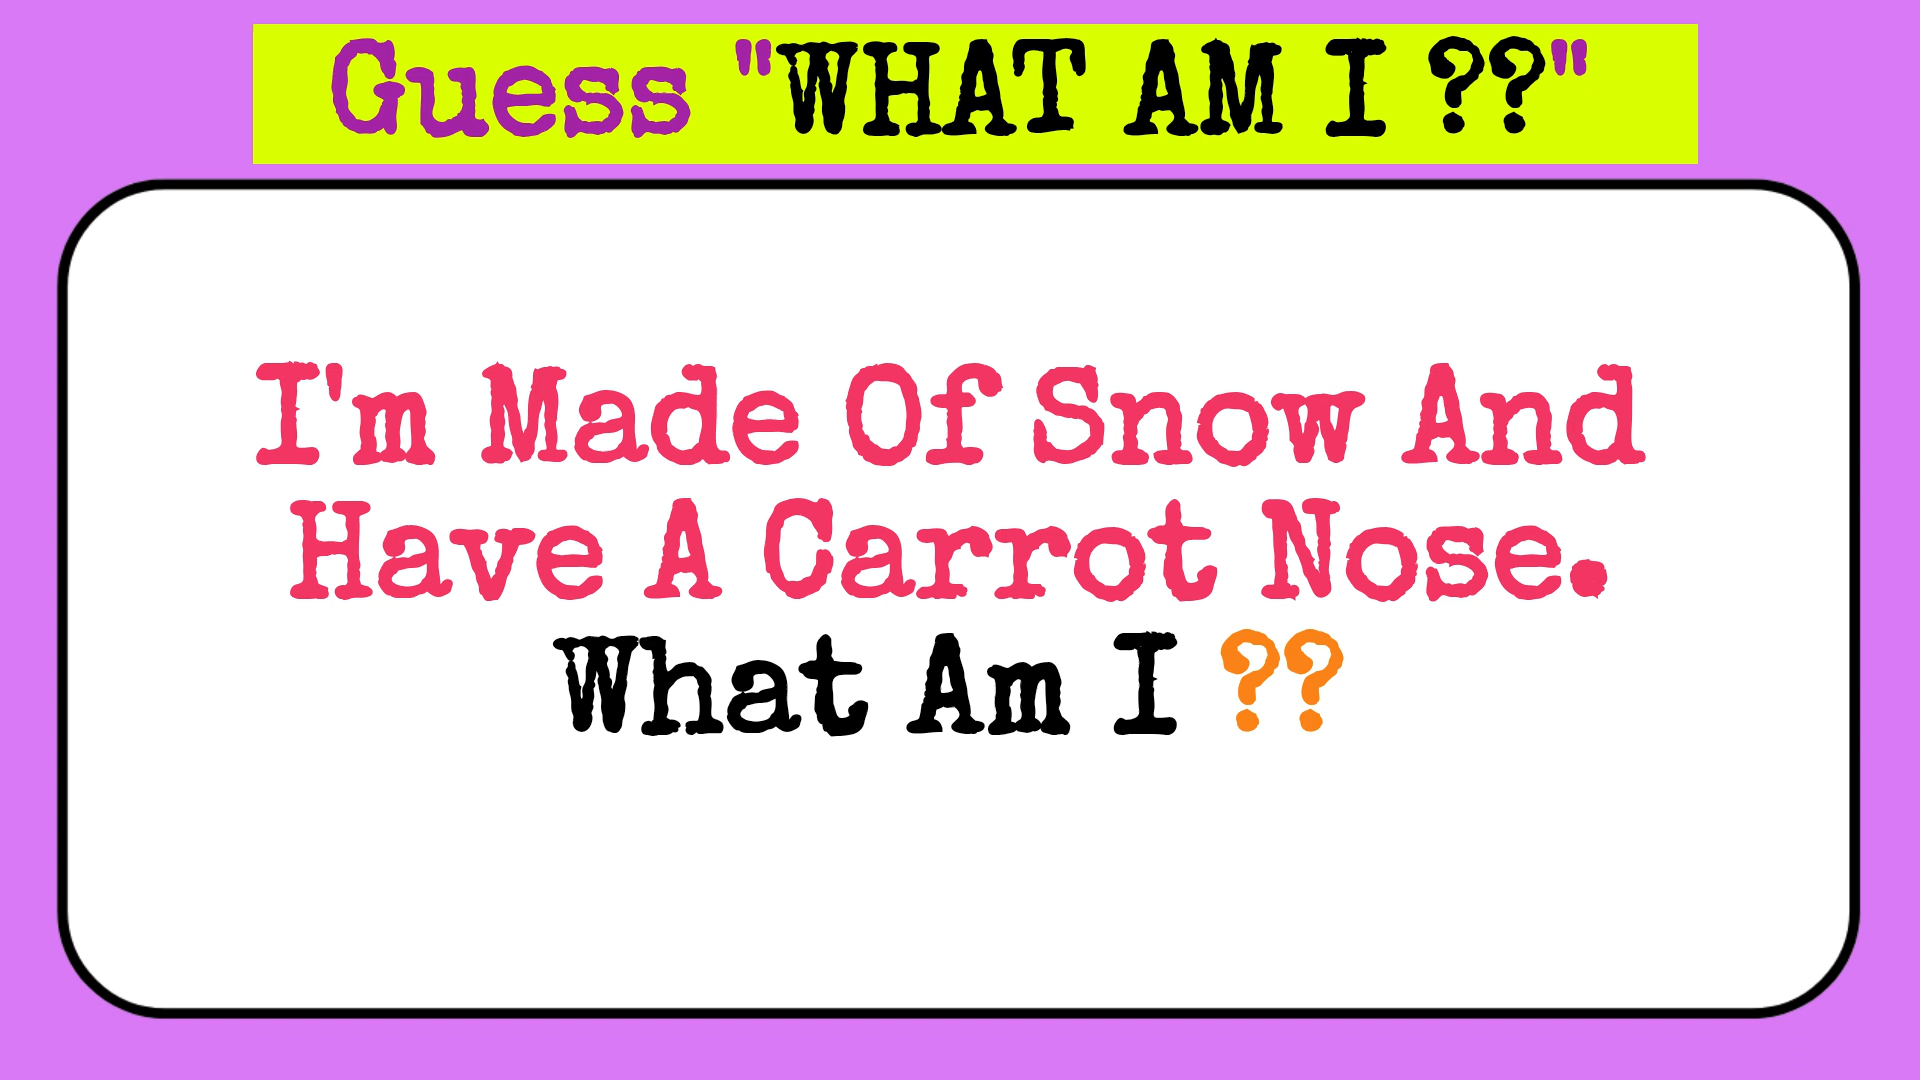 Guess "WHAT AM I ??"
I'm Made Of Snow And
Have A Carrot Nose.
What Am I ??